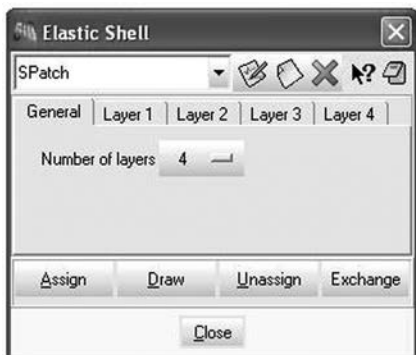 Elastic Shell
SPatch
General Layer 1 Layer 2 Layer 3 Layer 4
Number of layers 4
Assign Draw Unassign Exchange
Close